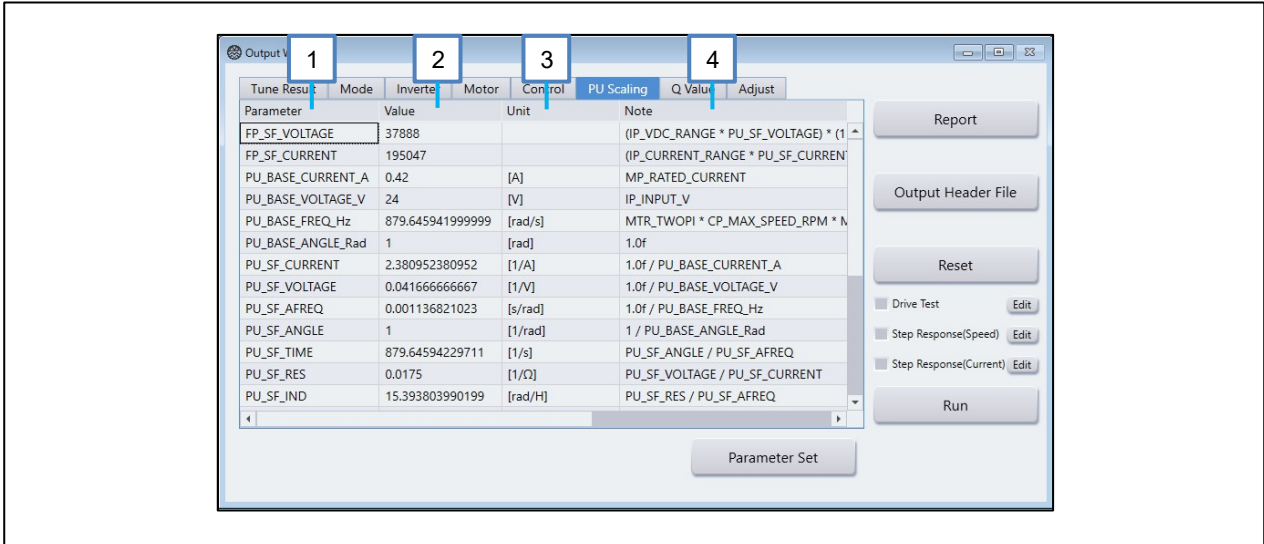 1 2 3 4
Output W
Tune Result Mode Inverter Motor Control PU Scaling Q Value Adjust
Parameter Value Unit Note
FP_SF_VOLTAGE 37888 (IP_VDC_RANGE * PU_SF_VOLTAGE) * (1
FP_SF_CURRENT 195047 (IP_CURRENT_RANGE * PU_SF_CURREN
PU_BASE_CURRENT_A 0.42 [A] MP_RATED_CURRENT
PU_BASE_VOLTAGE_V 24 [V] IP_INPUT_V
PU_BASE_FREQ_Hz 879.645941999999 [rad/s] MTR_TWOPI * CP_MAX_SPEED_RPM * M
PU_BASE_ANGLE_Rad 1 [rad] 1.0f
PU_SF_CURRENT 2.380952380952 [1/A] 1.0f / PU_BASE_CURRENT_A
PU_SF_VOLTAGE 0.041666666667 [1/V] 1.0f / PU_BASE_VOLTAGE_V
PU_SF_AFREQ 0.001136821023 [s/rad] 1.0f / PU_BASE_FREQ_Hz
PU_SF_ANGLE 1 [1/rad] 1 / PU_BASE_ANGLE_Rad
PU_SF_TIME 879.64594229711 [1/s] PU_SF_ANGLE / PU_SF_AFREQ
PU_SF_RES 0.0175 [1/Ω] PU_SF_VOLTAGE / PU_SF_CURRENT
PU_SF_IND 15.393803990199 [rad/H] PU_SF_RES / PU_SF_AFREQ
Report
Output Header File
Reset
Drive Test Edit
Step Response(Speed) Edit
Step Response(Current) Edit
Run
Parameter Set